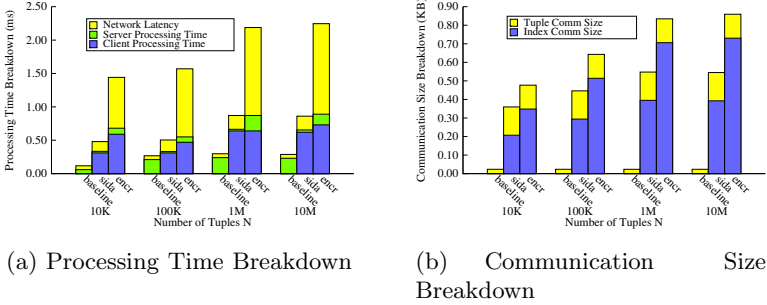 Processing Time Breakdown (ms)
2.50
2.00
1.50
1.00
0.50
0.00
Network Latency
Server Processing Time
Client Processing Time
baseline sida encr
baseline sida encr
baseline sida encr
baseline sida encr
10K 100K 1M 10M
Number of Tuples N
(a) Processing Time Breakdown
Communication Size Breakdown (KB)
0.90
0.80
0.70
0.60
0.50
0.40
0.30
0.20
0.10
0.00
Tuple Comm Size
Index Comm Size
baseline sida encr
baseline sida encr
baseline sida encr
baseline sida encr
10K 100K 1M 10M
Number of Tuples N
(b) Communication Size
Breakdown